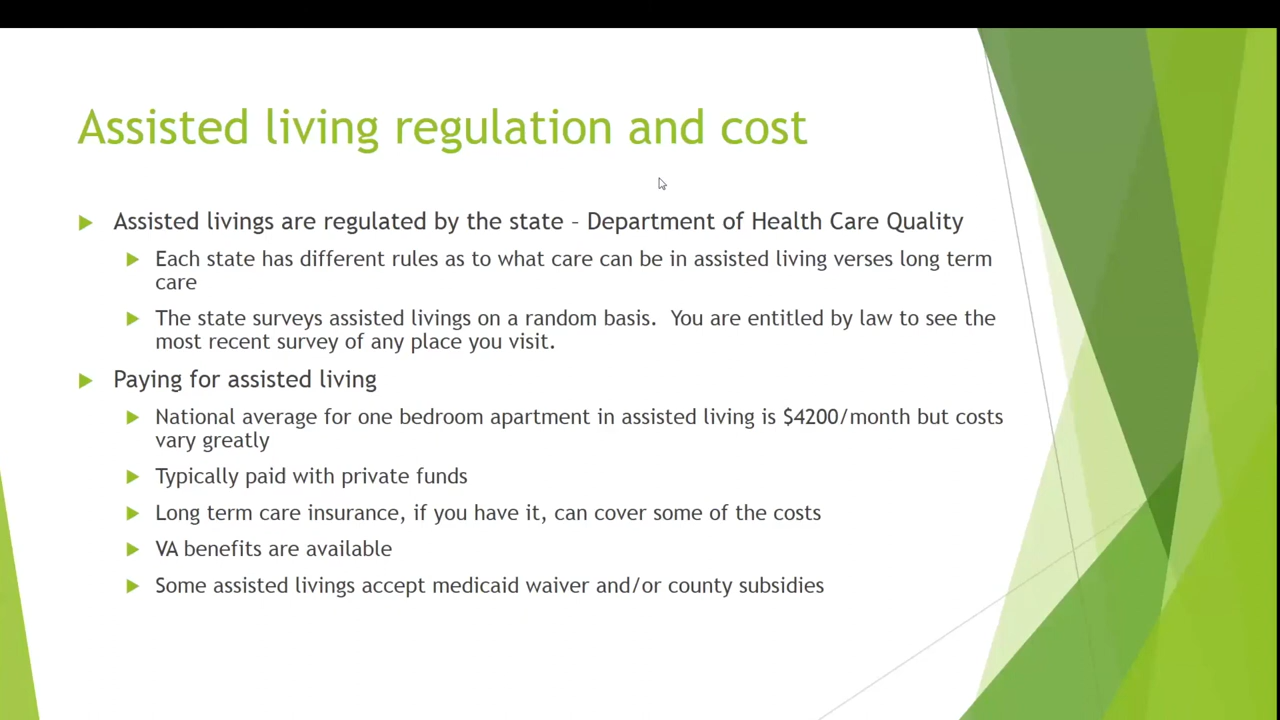 Assisted living regulation and cost
Assisted livings are regulated by the state – Department of Health Care Quality
Each state has different rules as to what care can be in assisted living verses long term
care
The state surveys assisted livings on a random basis.  You are entitled by law to see the
most recent survey of any place you visit.
Paying for assisted living
National average for one bedroom apartment in assisted living is $4200/month but costs
vary greatly
Typically paid with private funds
Long term care insurance, if you have it, can cover some of the costs
VA benefits are available
Some assisted livings accept medicaid waiver and/or county subsidies